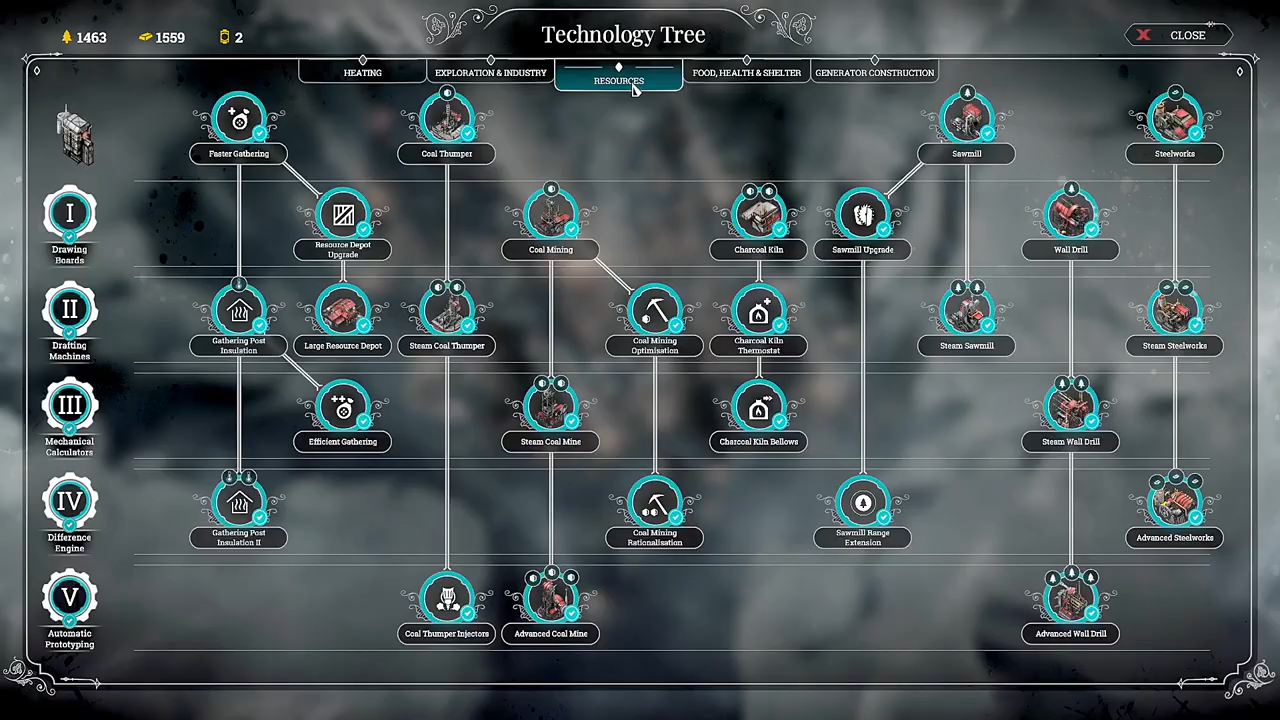 1463 1559 2
Technology Tree
CLOSE
HEATING
EXPLORATION & INDUSTRY
RESOURCES
FOOD, HEALTH & SHELTER
GENERATOR CONSTRUCTION
Faster Gathering
Coal Thumper
Sawmill
Steelworks
I
Drawing
Boards
Resource Depot
Upgrade
Coal Mining
Charcoal Kiln
Sawmill Upgrade
Wall Drill
II
Drafting
Machines
Gathering Post
Insulation
Large Resource Depot
Steam Coal Thumper
Coal Mining
Optimisation
Charcoal Kiln
Thermostat
Steam Sawmill
Steam Steelworks
III
Mechanical
Calculators
Efficient Gathering
Steam Coal Mine
Charcoal Kiln Bellows
Steam Wall Drill
IV
Difference
Engine
Gathering Post
Insulation II
Coal Mining
Rationalisation
Sawmill Range
Extension
Advanced Steelworks
V
Automatic
Prototyping
Coal Thumper Injectors
Advanced Coal Mine
Advanced Wall Drill